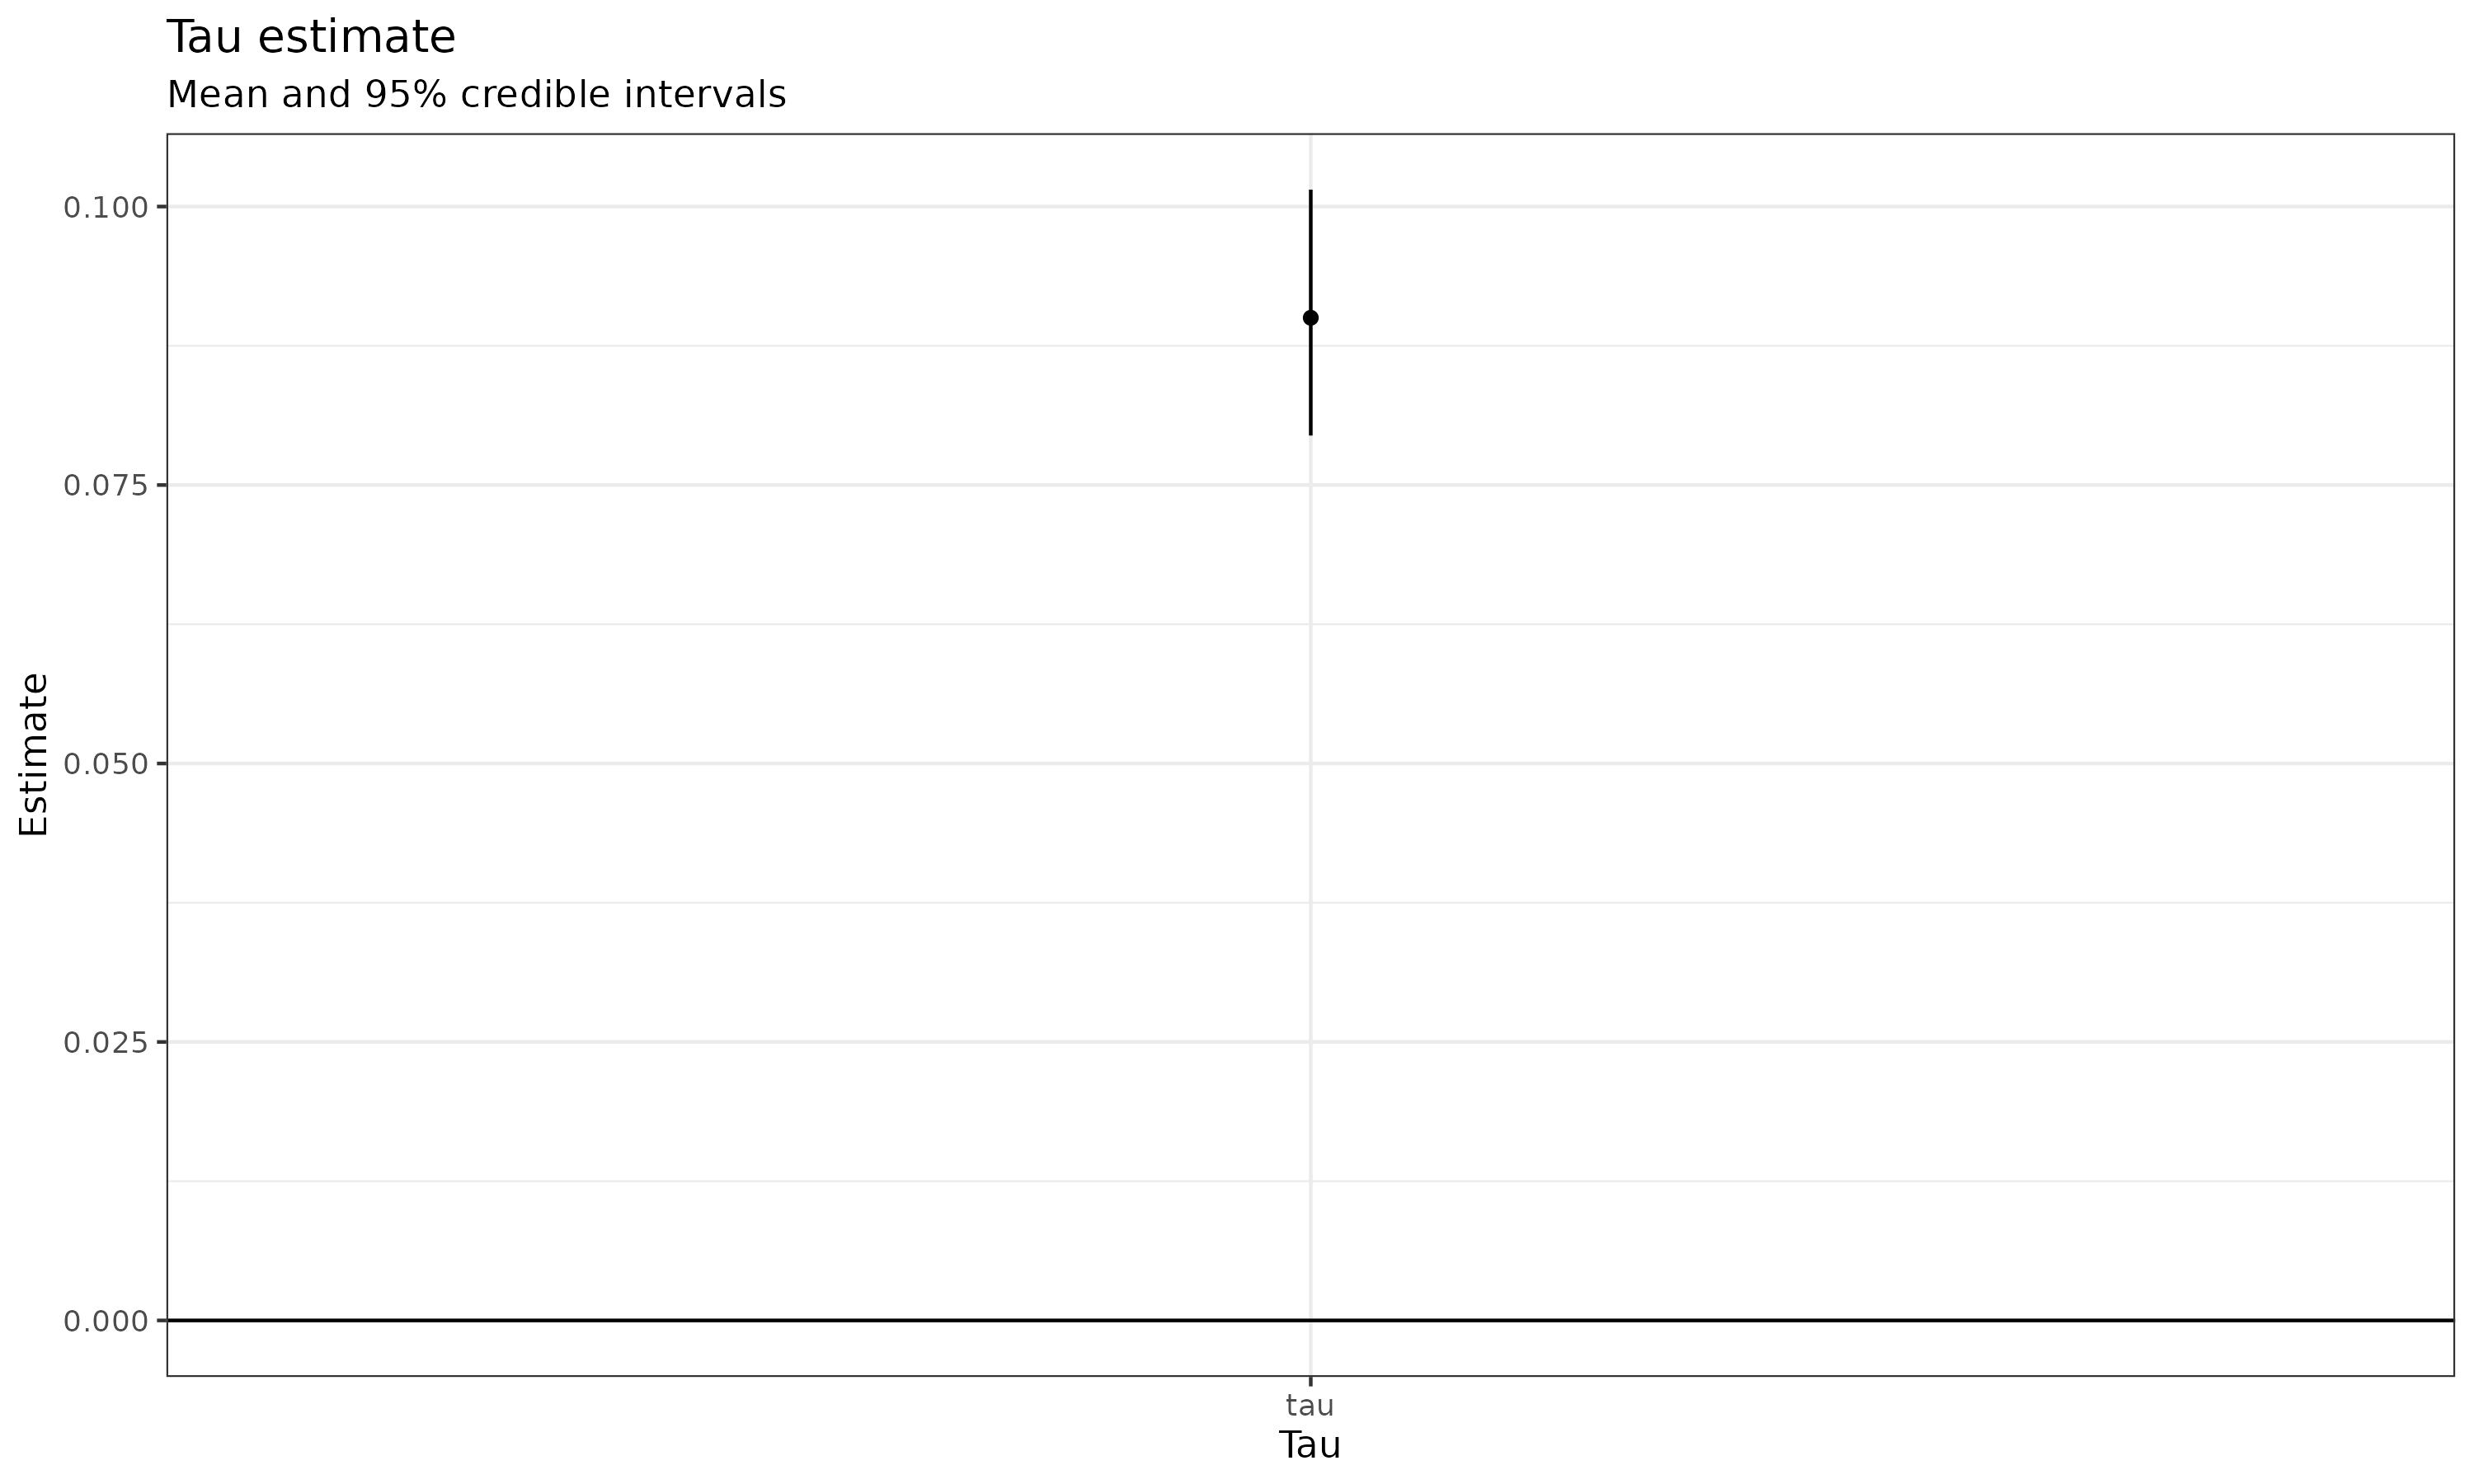 Tau estimate
Mean and 95% credible intervals
0.100
0.075
0.050
0.025
0.000
Estimate
tau
Tau